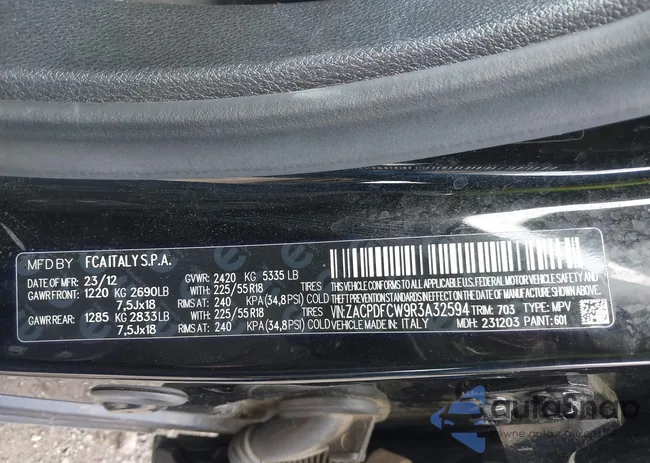 MFD BY FCA ITALY S.P.A.
DATE OF MFR 23/12 GVWR: 2420 KG 5335 LB
GAWR FRONT: 1220 KG 2690LB WITH: 225/55R18 TIRES
7,5Jx18 RIMS AT: 240 KPA (34,8PSI) COLD
GAWR REAR: 1285 KG 2833LB WITH: 225/55R18 TIRES
7,5Jx18 RIMS AT: 240 KPA (34,8PSI) COLD
THIS VEHICLE CONFORMS TO ALL APPLICABLE U.S. FEDERAL MOTOR VEHICLE SAFETY
BUMPER, AND THEFT PREVENTION STANDARDS IN EFFECT ON THE DATE OF MFR SHOWN ABOVE
VIN: ZACPDFCW9R3A32594 TRIM: 703 TYPE: MPV
VEHICLE MADE IN: ITALY MDH: 231203 PAINT: 601
autoSnap